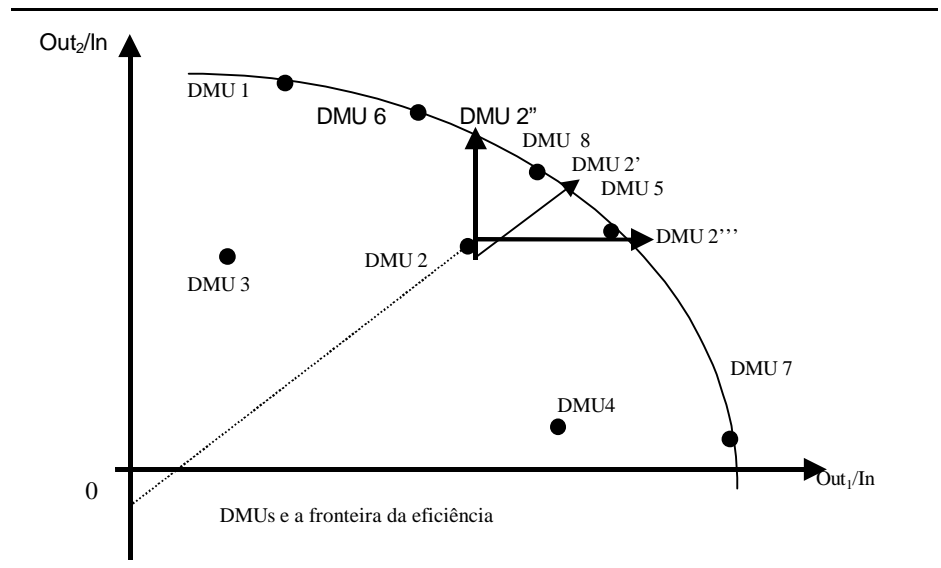 Out₂/In
DMU 1
DMU 6
DMU 2”
DMU 8
DMU 2’
DMU 5
DMU 2’’’
DMU 2
DMU 3
DMU 7
DMU4
Out₁/In
0
DMUs e a fronteira da eficiência